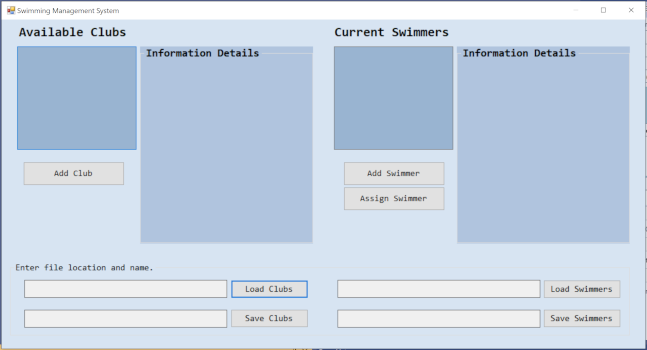 Swimming Management System
Available Clubs
Current Swimmers
Information Details
Information Details
Add Club
Add Swimmer
Assign Swimmer
Enter file location and name.
Load Clubs
Load Swimmers
Save Clubs
Save Swimmers